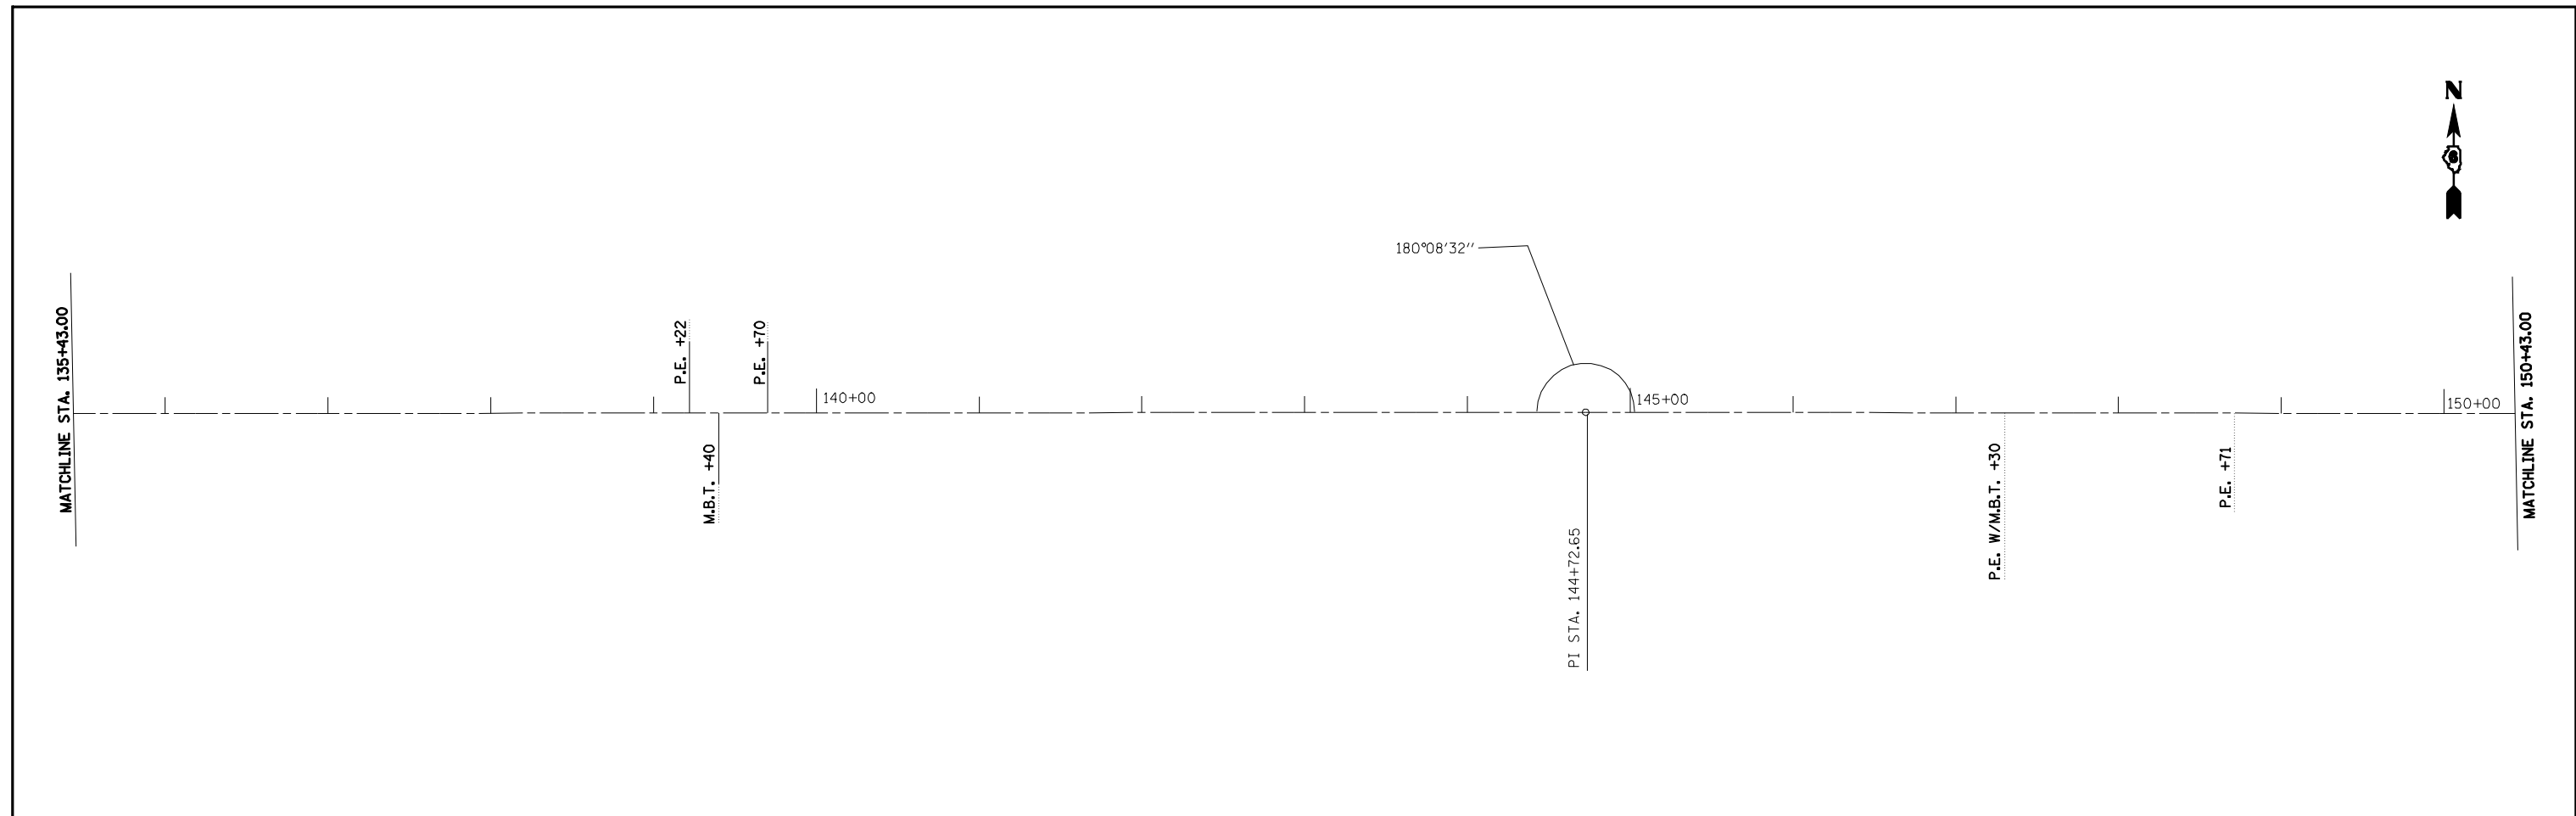 N
6
180°08'32''
MATCHLINE STA. 135+43.00
P.E. +22
P.E. +70
140+00
145+00
150+00
MATCHLINE STA. 150+43.00
M.B.T. +40
PI STA. 144+72.65
P.E. W/M.B.T. +30
P.E. +71